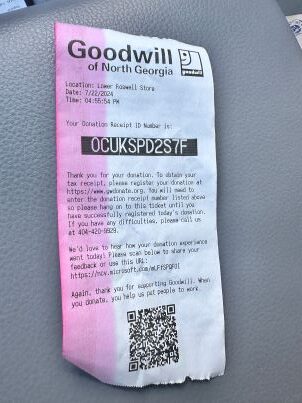 Goodwill
of North Georgia
goodwill
Location: Lower Roswell Store
Date: 7/22/2024
Time: 04:55:54 PM
Your Donation Receipt ID Number is:
OCUKSPD2S7F
Thank you for your donation. To obtain your
tax receipt, please register your donation at
https://www.gwdonate.org. You will need to
enter the donation receipt number listed above
so please hang on to this ticket until you
have successfully registered today's donation.
If you have any difficulties, please call us
at 404-420-9929.
We'd love to hear how your donation experience
went today! Please scan below to share your
feedback or use this URL:
Again, thank you for supporting Goodwill. When
you donate, you help us put people to work.